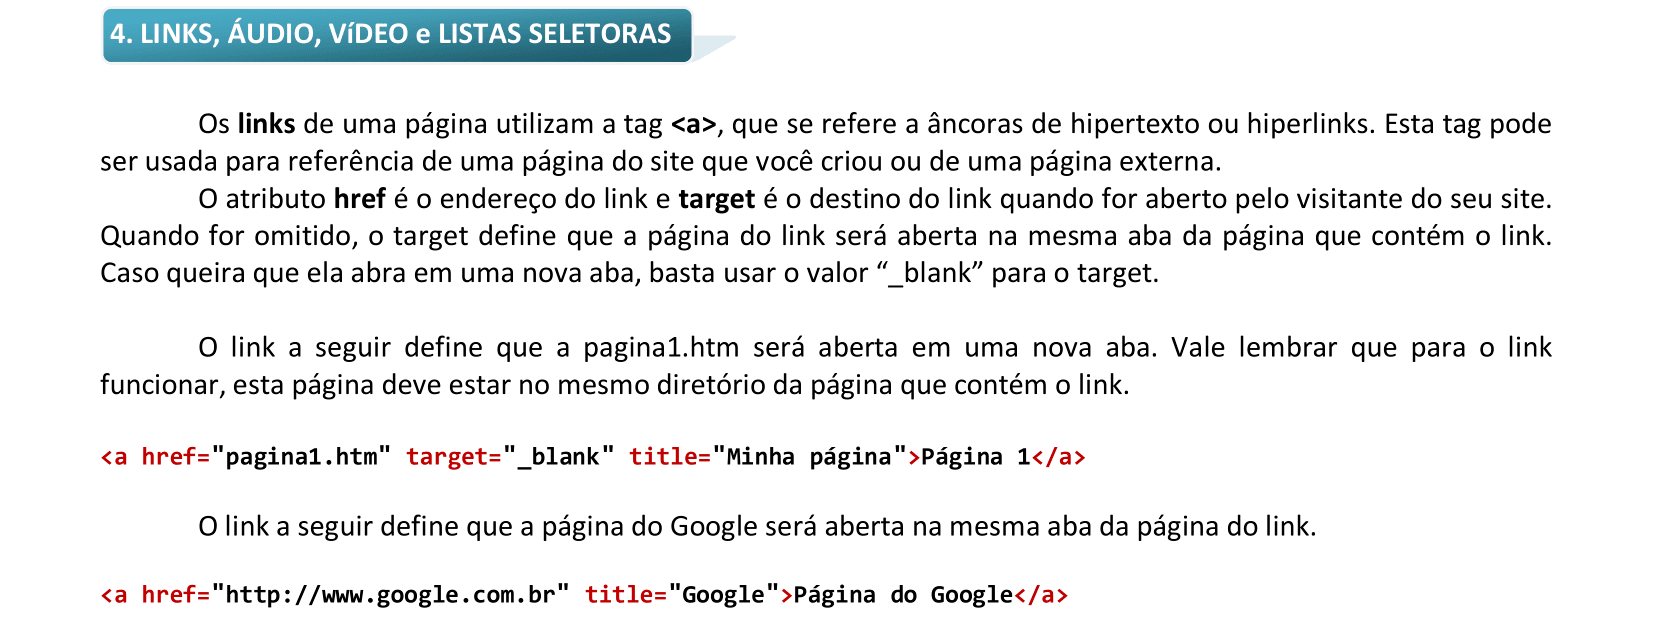 4. LINKS, ÁUDIO, VíDEO e LISTAS SELETORAS
Os links de uma página utilizam a tag <a>, que se refere a âncoras de hipertexto ou hiperlinks. Esta tag pode
ser usada para referência de uma página do site que você criou ou de uma página externa.
O atributo href é o endereço do link e target é o destino do link quando for aberto pelo visitante do seu site.
Quando for omitido, o target define que a página do link será aberta na mesma aba da página que contém o link.
Caso queira que ela abra em uma nova aba, basta usar o valor “_blank” para o target.
O link a seguir define que a pagina1.htm será aberta em uma nova aba. Vale lembrar que para o link
funcionar, esta página deve estar no mesmo diretório da página que contém o link.
<a href="pagina1.htm" target="_blank" title="Minha página">Página 1</a>
O link a seguir define que a página do Google será aberta na mesma aba da página do link.
<a href="http://www.google.com.br" title="Google">Página do Google</a>